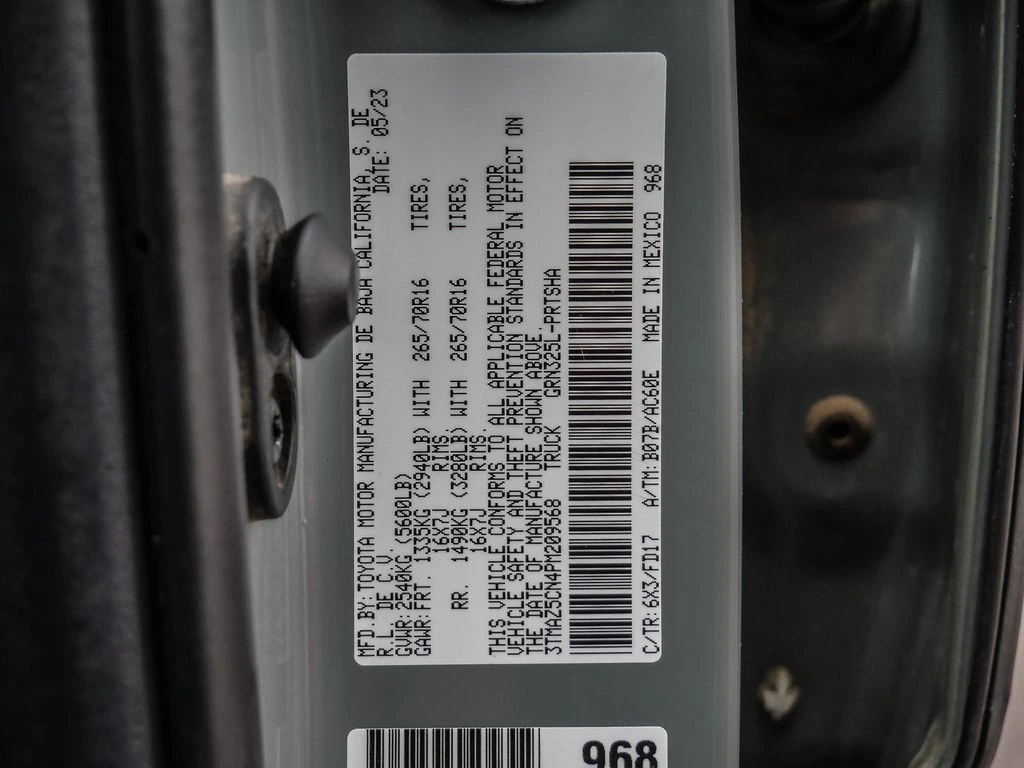 MFD.BY:TOYOTA MOTOR MANUFACTURING DE BAJA CALIFORNIA, S. DE
R.L. DE C.V. DATE: 05/23
GVWR:2540KG (5600LB)
GAWR:FRT. 1335KG (2940LB) WITH 265/70R16 TIRES,
16X7J RIMS,
RR. 1490KG (3280LB) WITH 265/70R16 TIRES,
16X7J RIMS.
THIS VEHICLE CONFORMS TO ALL APPLICABLE FEDERAL MOTOR
VEHICLE SAFETY AND THEFT PREVENTION STANDARDS IN EFFECT ON
THE DATE OF MANUFACTURE SHOWN ABOVE.
3TMAZ5CN4PM209568 TRUCK GRN325L-PRTSHA
C/TR:6X3/FD17 A/TM:B07B/AC60E MADE IN MEXICO 968
968